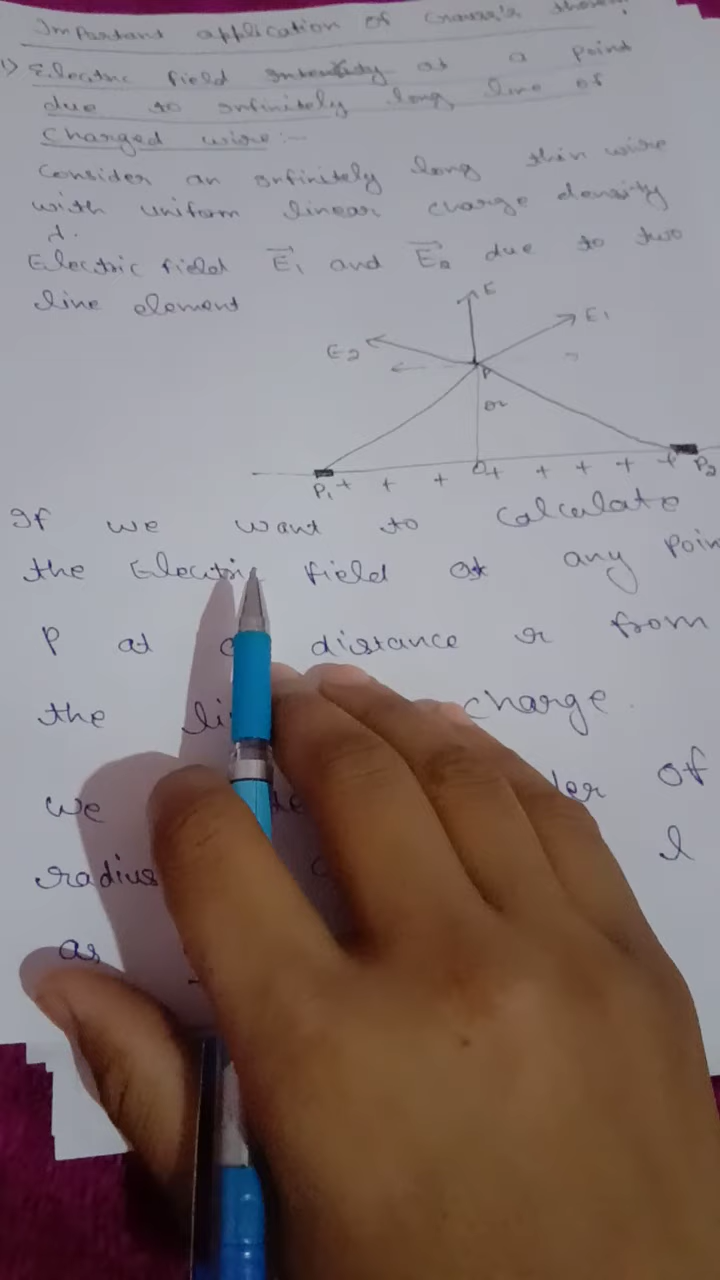 Important application of Gauss's theorem
1) Electric field intensity at a point
due to infinitely long line of
charged wire:-
Consider an infinitely long thin wire
with uniform linear charge density
λ.
Electric field E₁ and E₂ due to two
line element
E
E₁
E₂
P
r
O
P₁ + + + + + + + + P₂
If we want to calculate
the Electric field at any poin
P at a distance r from
the li charge.
we of
radius l
as